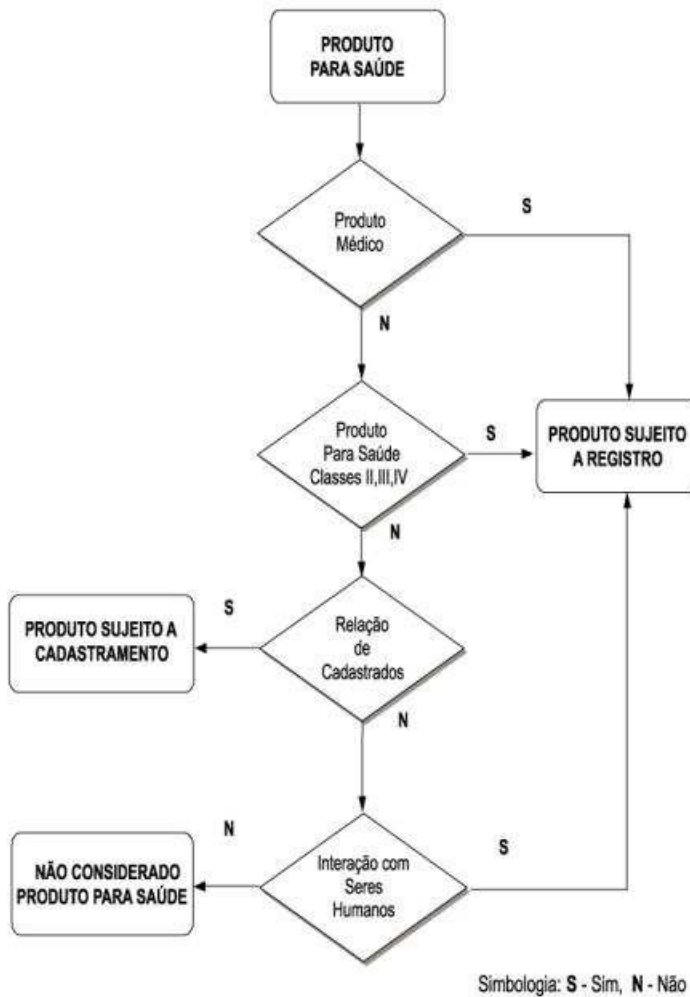 PRODUTO
PARA SAÚDE
S
Produto
Médico
N
Produto
Para Saúde
Classes II,III,IV
S
PRODUTO SUJEITO
A REGISTRO
N
S
PRODUTO SUJEITO A
CADASTRAMENTO
Relação
de
Cadastrados
N
N
NÃO CONSIDERADO
PRODUTO PARA SAÚDE
Interação com
Seres
Humanos
S
Simbologia: S - Sim, N - Não